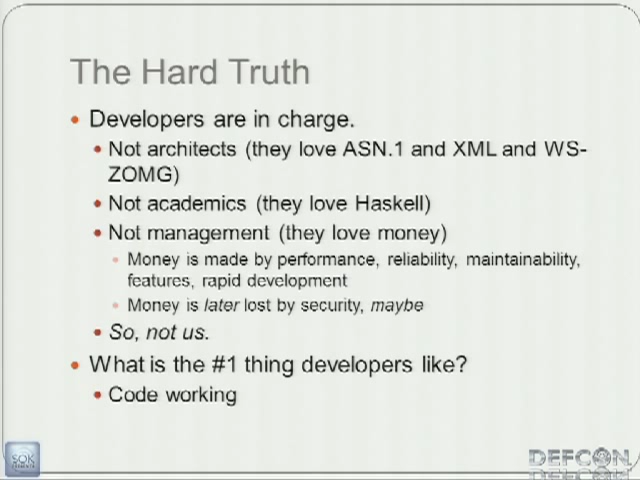 The Hard Truth
• Developers are in charge.
• Not architects (they love ASN.1 and XML and WS-
ZOMG)
• Not academics (they love Haskell)
• Not management (they love money)
• Money is made by performance, reliability, maintainability,
features, rapid development
• Money is later lost by security, maybe
• So, not us.
• What is the #1 thing developers like?
• Code working
SOK
DEFCON